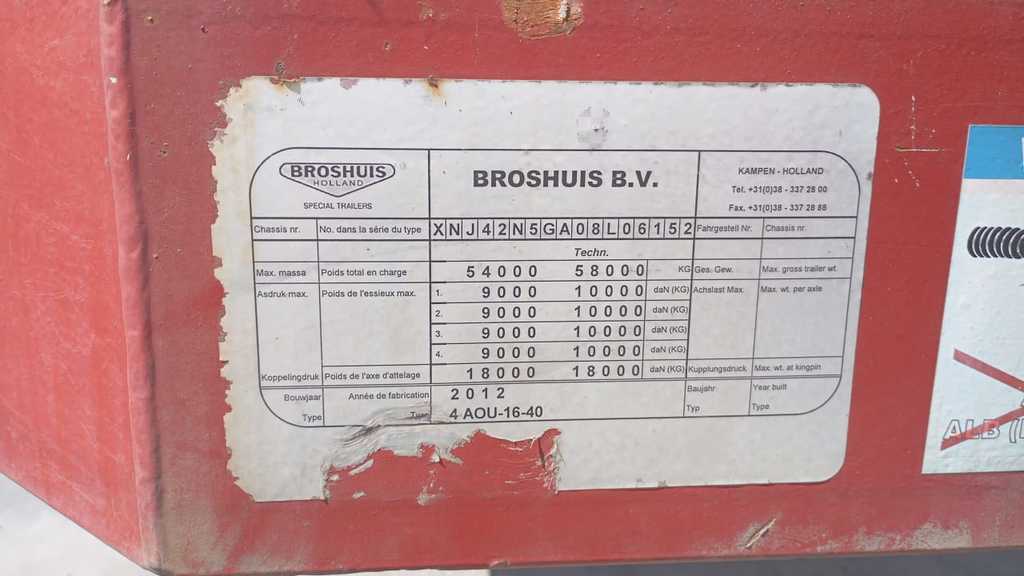 BROSHUIS
HOLLAND
SPECIAL TRAILERS
BROSHUIS B.V.
KAMPEN - HOLLAND
Tel. +31(0)38 - 337 28 00
Fax. +31(0)38 - 337 28 88
Chassis nr. No. dans la série du type XNJ42N5GA08L06152 Fahrgestell Nr. Chassis nr.
Techn.
Max. massa Poids total en charge 54000 58000 KG Ges. Gew. Max. gross trailer wt.
Asdruk max. Poids de l'essieux max. 1. 9000 10000 daN (KG) Achslast Max. Max. wt. per axle
2. 9000 10000 daN (KG)
3. 9000 10000 daN (KG)
4. 9000 10000 daN (KG)
Koppelingdruk Poids de l'axe d'attelage 18000 18000 daN (KG) Kupplungsdruck Max. wt. at kingpin
Bouwjaar Année de fabrication 2012 Baujahr Year built
Type 4 AOU-16-40 Typ Type
ALB